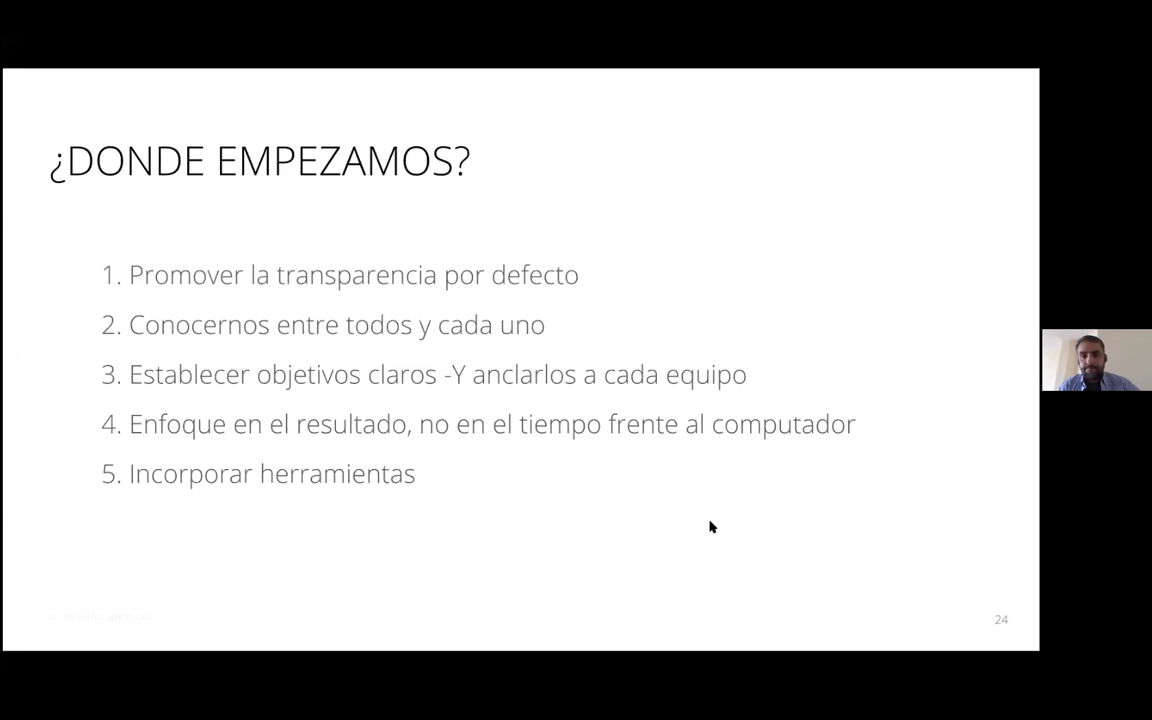 ¿DONDE EMPEZAMOS?
1. Promover la transparencia por defecto
2. Conocernos entre todos y cada uno
3. Establecer objetivos claros -Y anclarlos a cada equipo
4. Enfoque en el resultado, no en el tiempo frente al computador
5. Incorporar herramientas
24